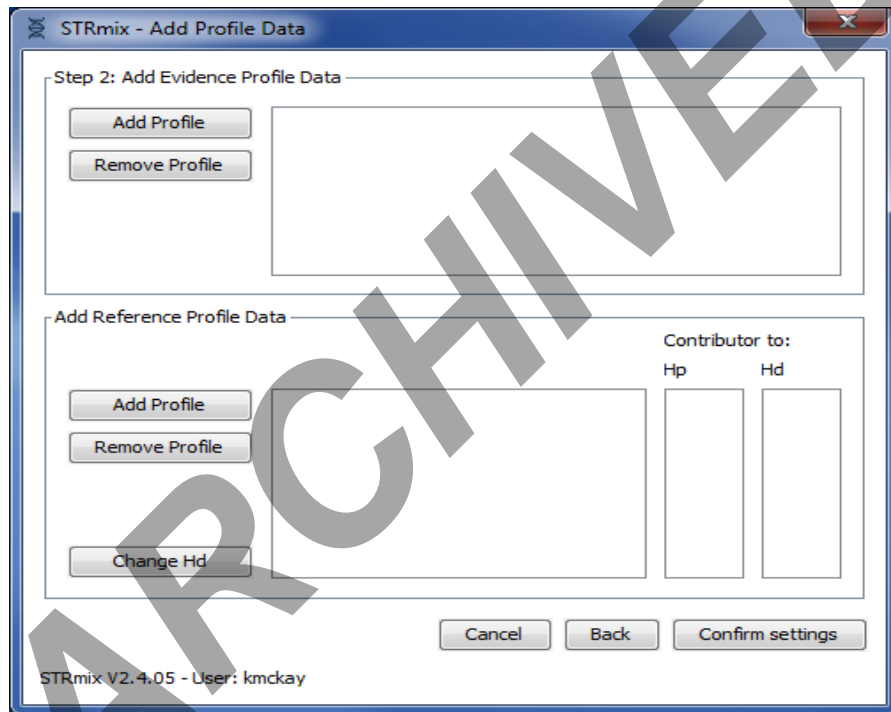 STRmix - Add Profile Data
Step 2: Add Evidence Profile Data
Add Profile
Remove Profile
Add Reference Profile Data
Contributor to:
Hp Hd
Add Profile
Remove Profile
Change Hd
Cancel Back Confirm settings
STRmix V2.4.05 - User: kmckay
ARCHIVED